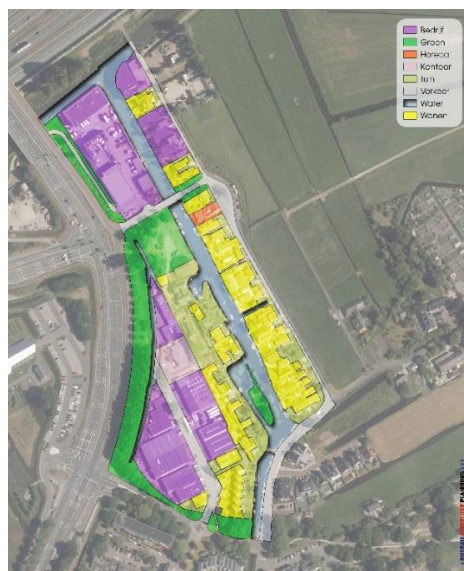 Bedrijf
Groen
Horeca
Kantoor
Tuin
Verkeer
Water
Wonen